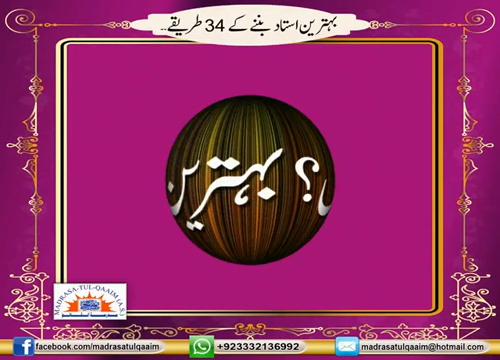 بہترین استاد بننے کے 34 طریقے..
؟ بہترین
MADRASA-TUL-QAAIM (A.S.)
facebook.com/madrasatulqaaim
+923332136992
madrasatulqaaim@hotmail.com